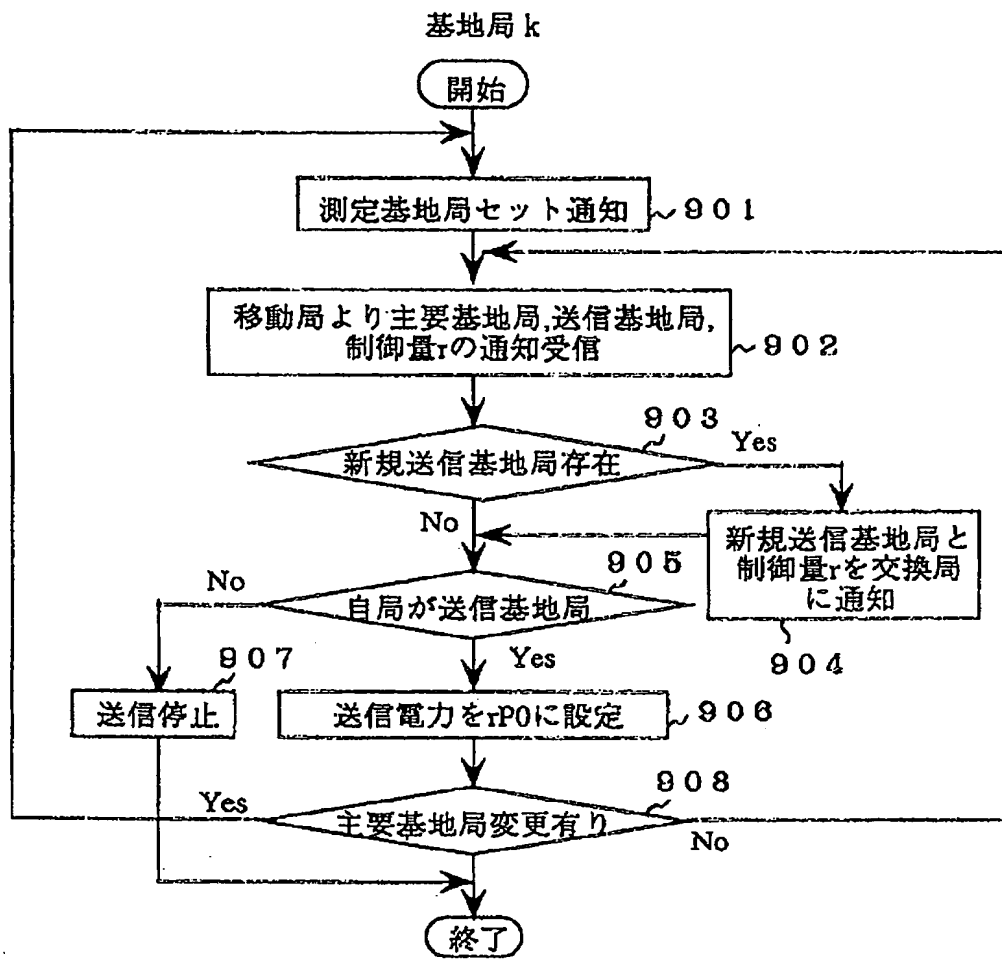 基地局k
開始
測定基地局セット通知
901
移動局より主要基地局,送信基地局,
制御量rの通知受信
902
903
新規送信基地局存在
Yes
No
新規送信基地局と
制御量rを交換局
に通知
904
905
No
自局が送信基地局
Yes
907
送信停止
送信電力をrP0に設定
906
908
Yes
主要基地局変更有り
No
終了